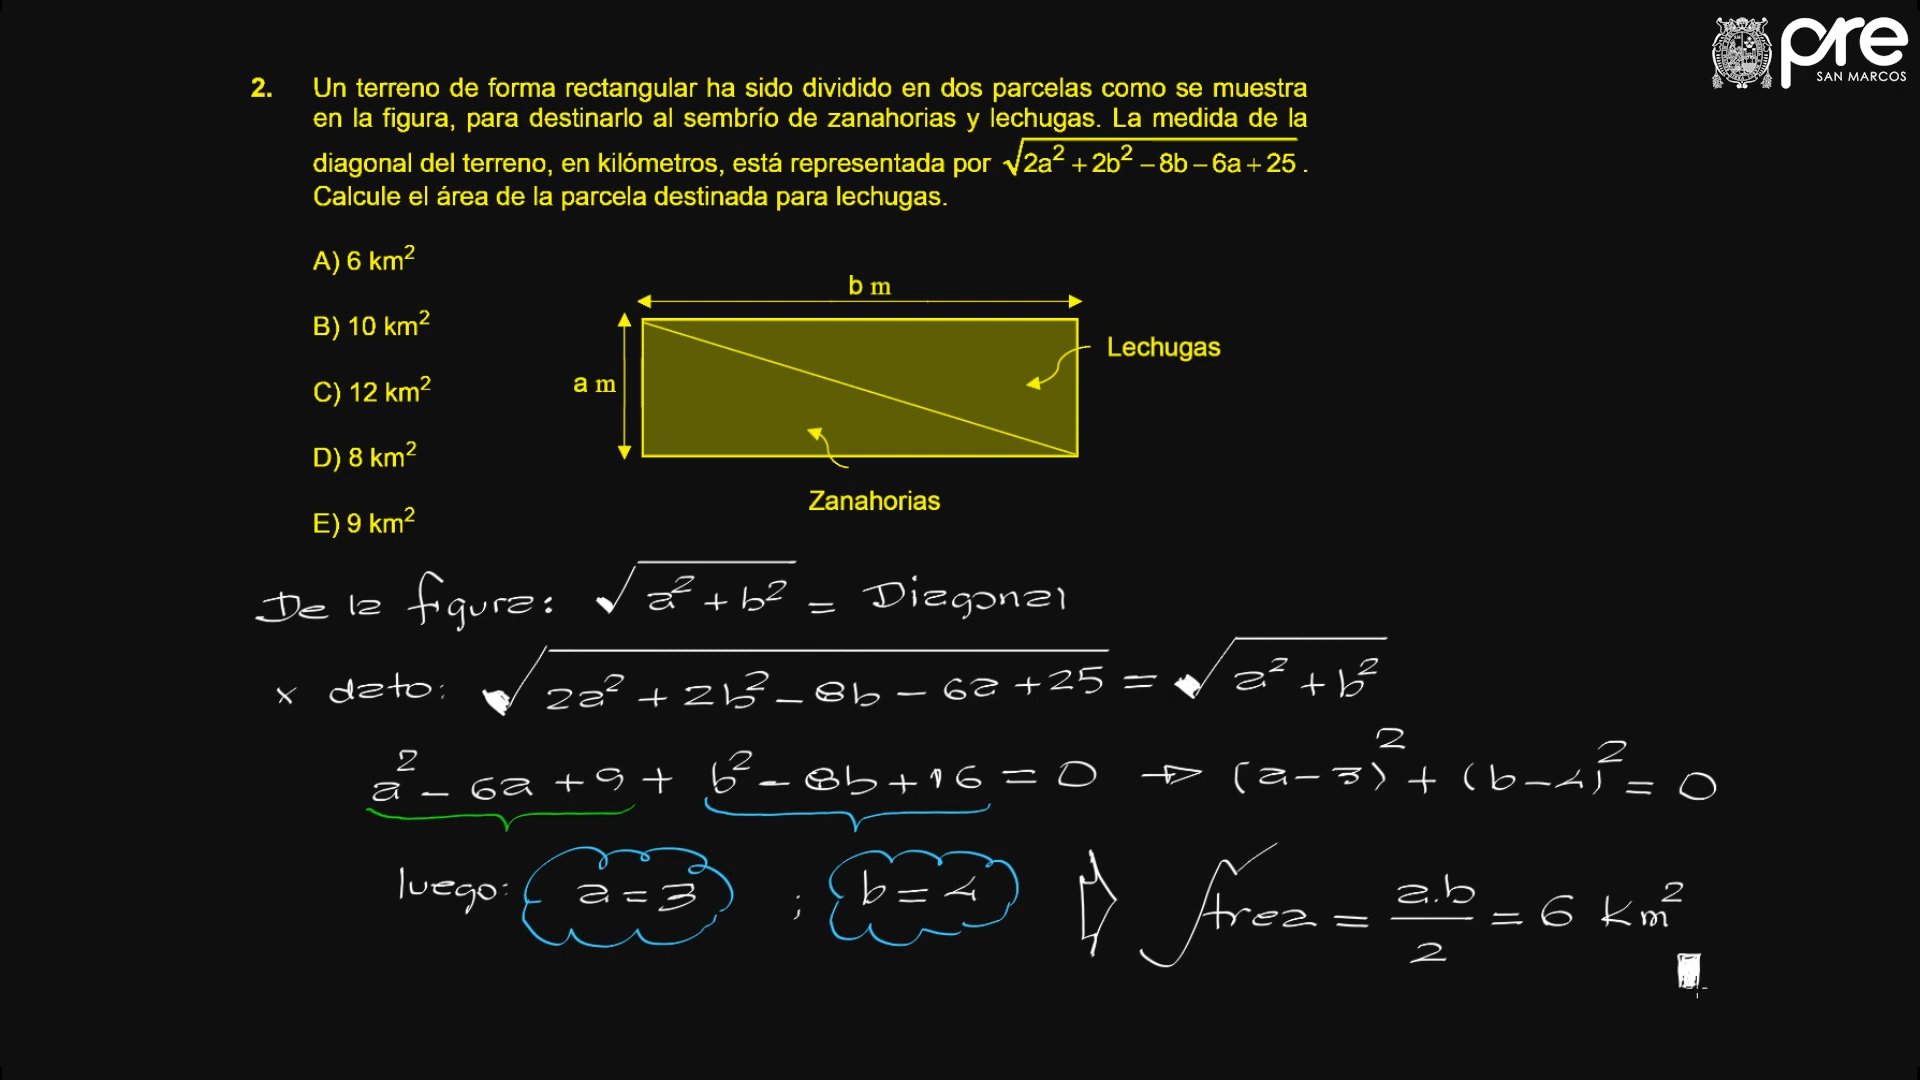 pre
SAN MARCOS
2. Un terreno de forma rectangular ha sido dividido en dos parcelas como se muestra
en la figura, para destinarlo al sembrío de zanahorias y lechugas. La medida de la
diagonal del terreno, en kilómetros, está representada por √(2a² + 2b² – 8b – 6a + 25) .
Calcule el área de la parcela destinada para lechugas.
A) 6 km²
B) 10 km²
C) 12 km²
D) 8 km²
E) 9 km²
b m
a m
Lechugas
Zanahorias
De la figura: √(a² + b²) = Diagonal
x dato: √(2a² + 2b² – 8b – 6a + 25) = √(a² + b²)
a² – 6a + 9 + b² – 8b + 16 = 0 → (a – 3)² + (b – 4)² = 0
luego: a = 3 ; b = 4 ⇒ Área = a.b/2 = 6 km²